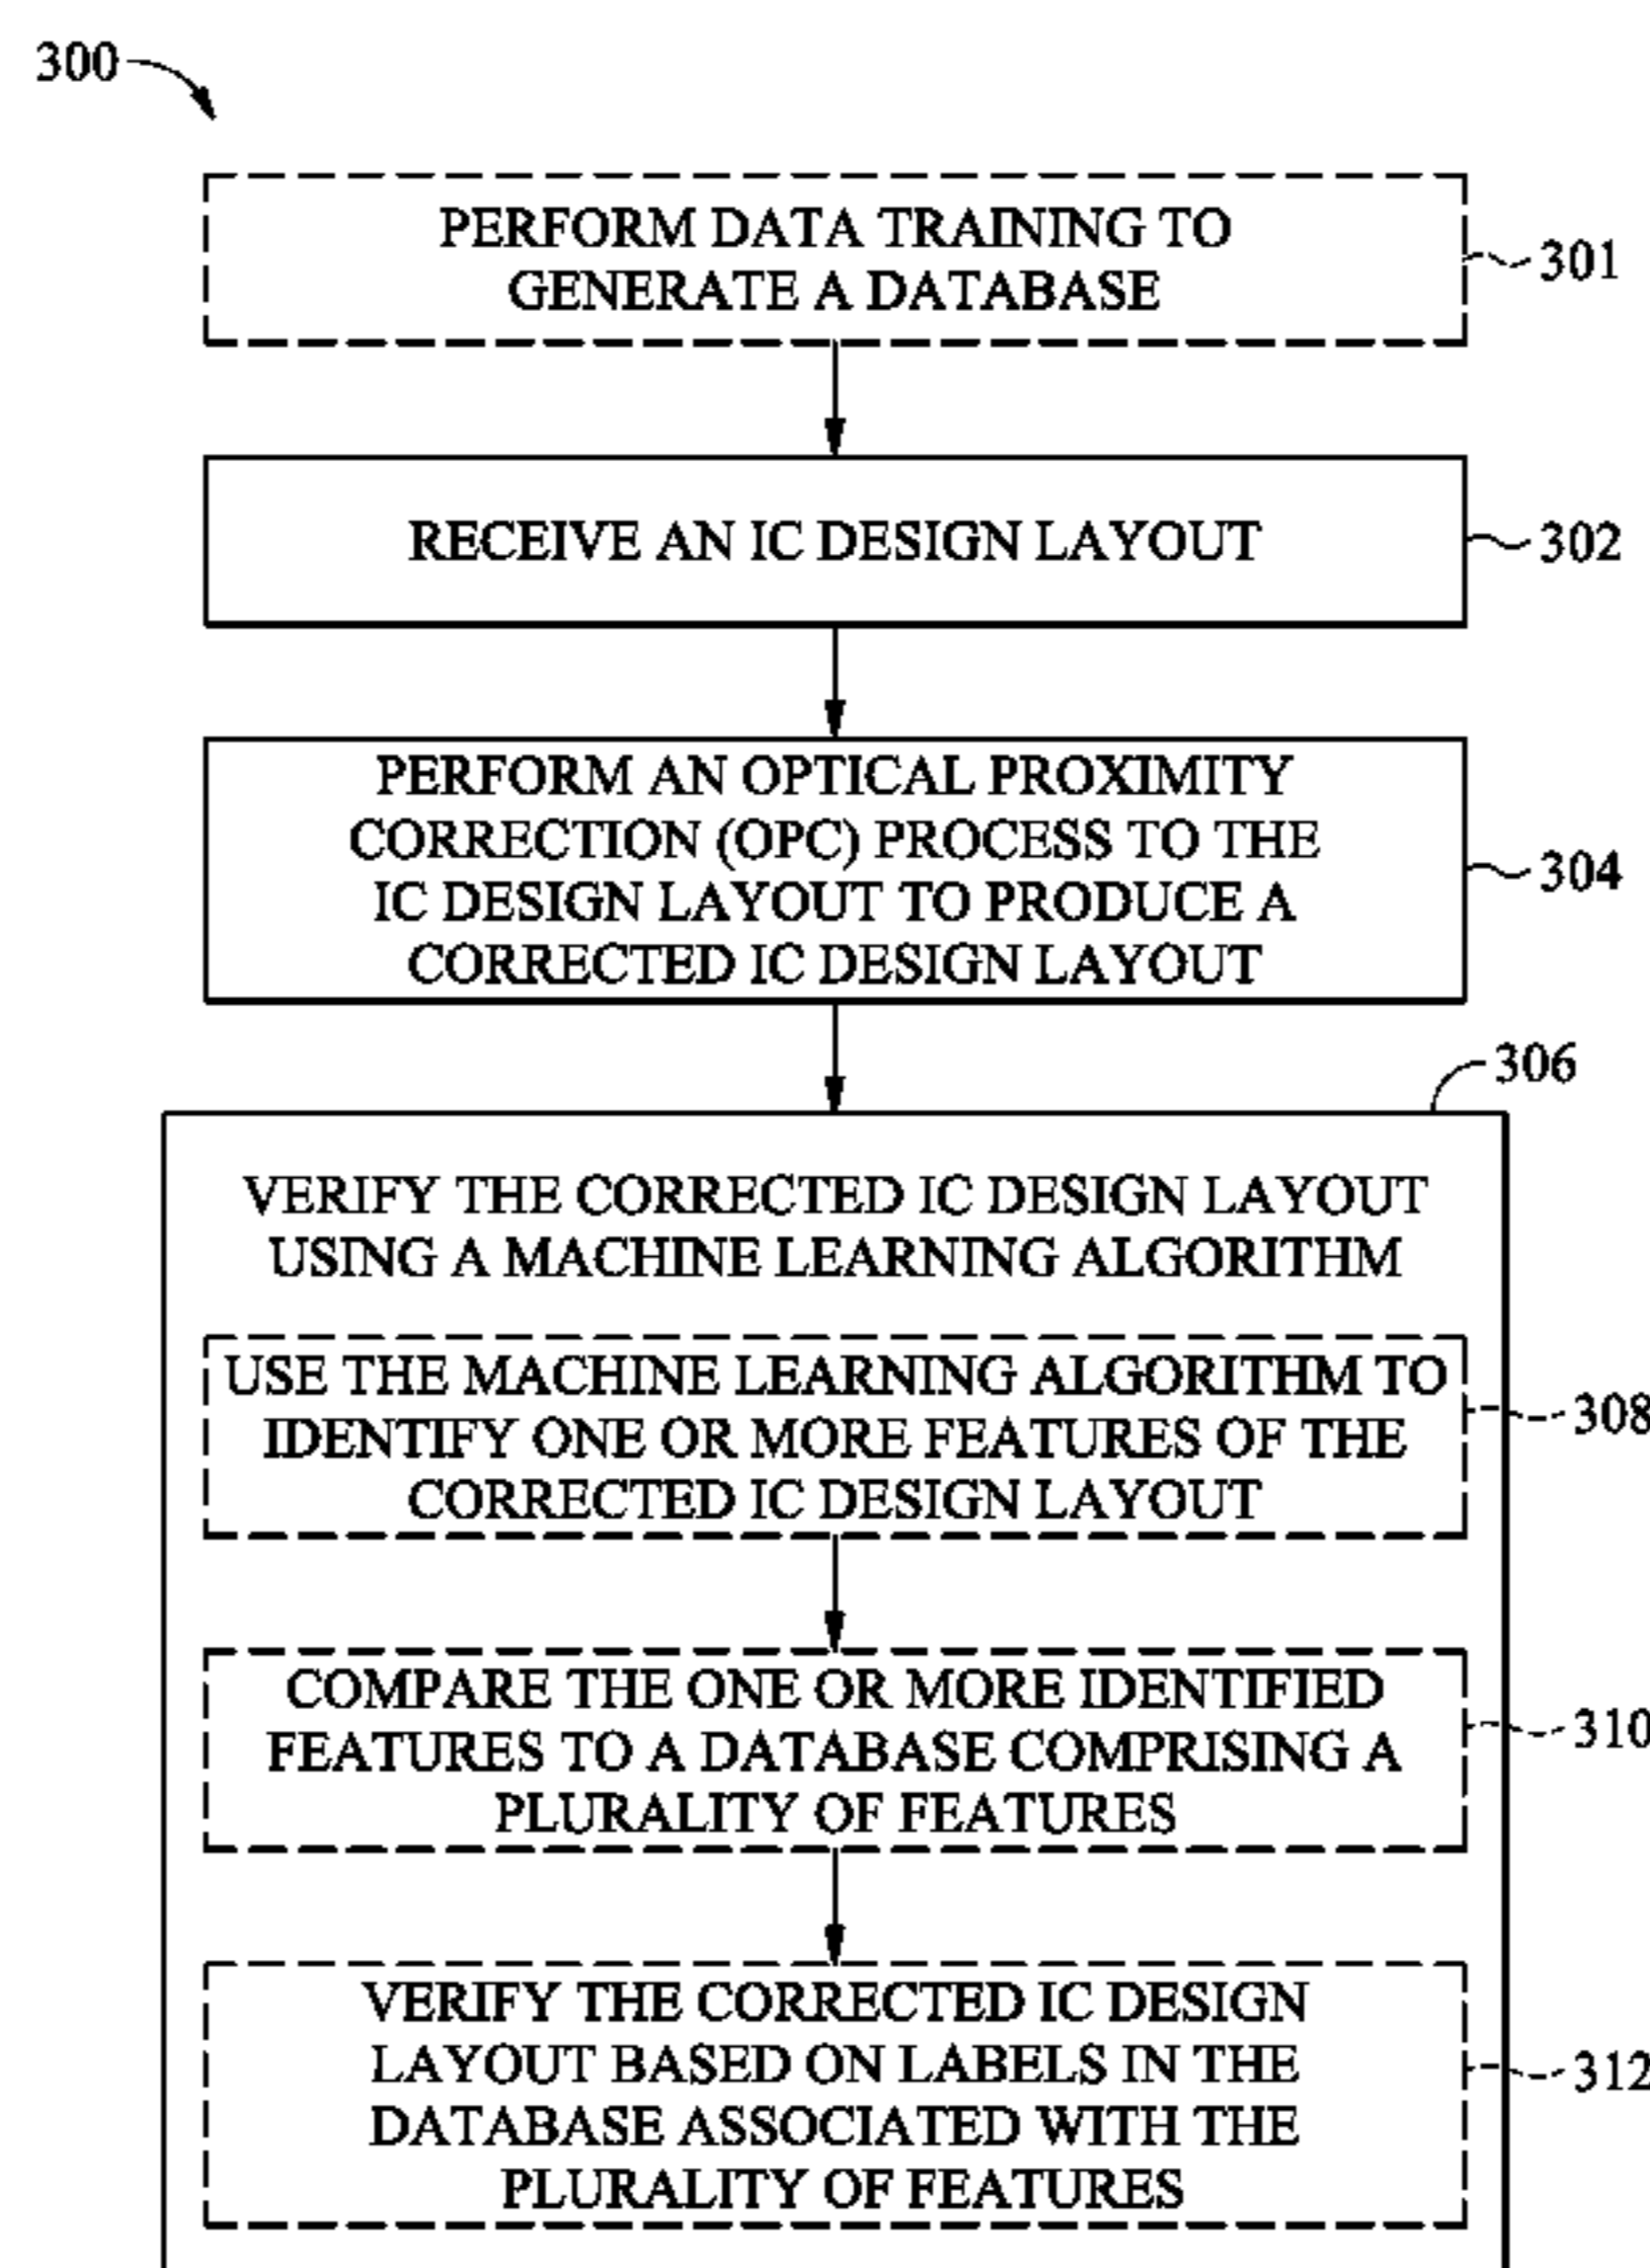 300
PERFORM DATA TRAINING TO
GENERATE A DATABASE
301
RECEIVE AN IC DESIGN LAYOUT
302
PERFORM AN OPTICAL PROXIMITY
CORRECTION (OPC) PROCESS TO THE
IC DESIGN LAYOUT TO PRODUCE A
CORRECTED IC DESIGN LAYOUT
304
306
VERIFY THE CORRECTED IC DESIGN LAYOUT
USING A MACHINE LEARNING ALGORITHM
USE THE MACHINE LEARNING ALGORITHM TO
IDENTIFY ONE OR MORE FEATURES OF THE
CORRECTED IC DESIGN LAYOUT
308
COMPARE THE ONE OR MORE IDENTIFIED
FEATURES TO A DATABASE COMPRISING A
PLURALITY OF FEATURES
310
VERIFY THE CORRECTED IC DESIGN
LAYOUT BASED ON LABELS IN THE
DATABASE ASSOCIATED WITH THE
PLURALITY OF FEATURES
312